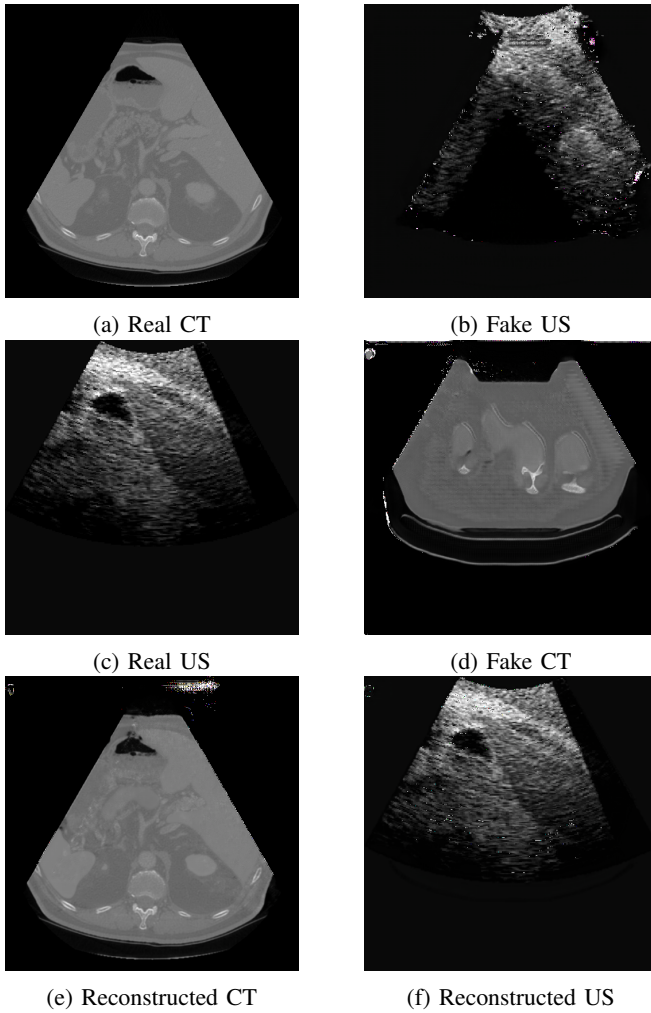 (a) Real CT
(b) Fake US
(c) Real US
(d) Fake CT
(e) Reconstructed CT
(f) Reconstructed US